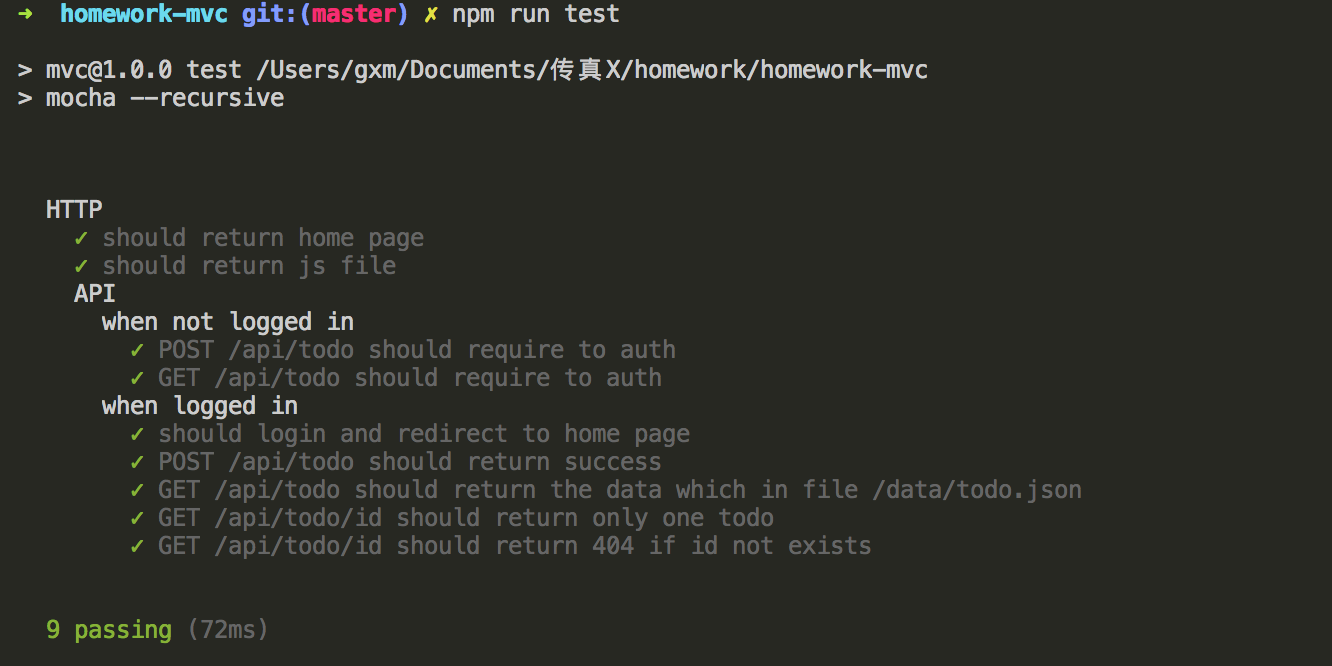 ➜ homework-mvc git:(master) ✗ npm run test
> mvc@1.0.0 test /Users/gxm/Documents/传真X/homework/homework-mvc
> mocha --recursive
HTTP
✓ should return home page
✓ should return js file
API
when not logged in
✓ POST /api/todo should require to auth
✓ GET /api/todo should require to auth
when logged in
✓ should login and redirect to home page
✓ POST /api/todo should return success
✓ GET /api/todo should return the data which in file /data/todo.json
✓ GET /api/todo/id should return only one todo
✓ GET /api/todo/id should return 404 if id not exists
9 passing (72ms)